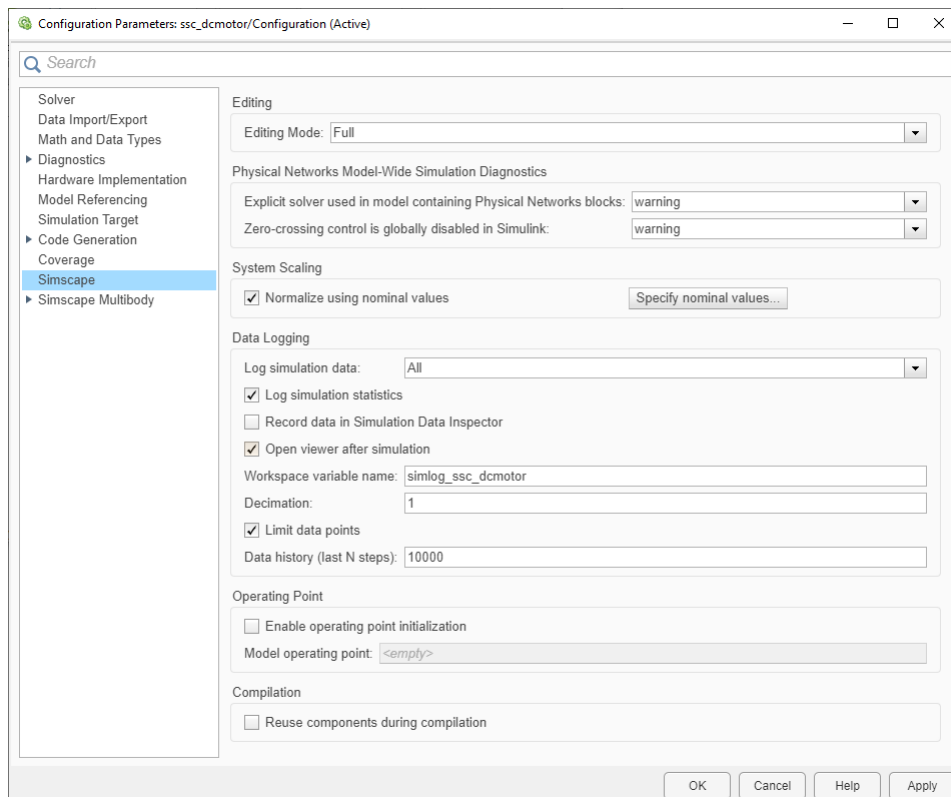 Configuration Parameters: ssc_dcmotor/Configuration (Active)
Search
Solver
Data Import/Export
Math and Data Types
Diagnostics
Hardware Implementation
Model Referencing
Simulation Target
Code Generation
Coverage
Simscape
Simscape Multibody
Editing
Editing Mode: Full
Physical Networks Model-Wide Simulation Diagnostics
Explicit solver used in model containing Physical Networks blocks: warning
Zero-crossing control is globally disabled in Simulink: warning
System Scaling
Normalize using nominal values Specify nominal values...
Data Logging
Log simulation data: All
Log simulation statistics
Record data in Simulation Data Inspector
Open viewer after simulation
Workspace variable name: simlog_ssc_dcmotor
Decimation: 1
Limit data points
Data history (last N steps): 10000
Operating Point
Enable operating point initialization
Model operating point: <empty>
Compilation
Reuse components during compilation
OK Cancel Help Apply